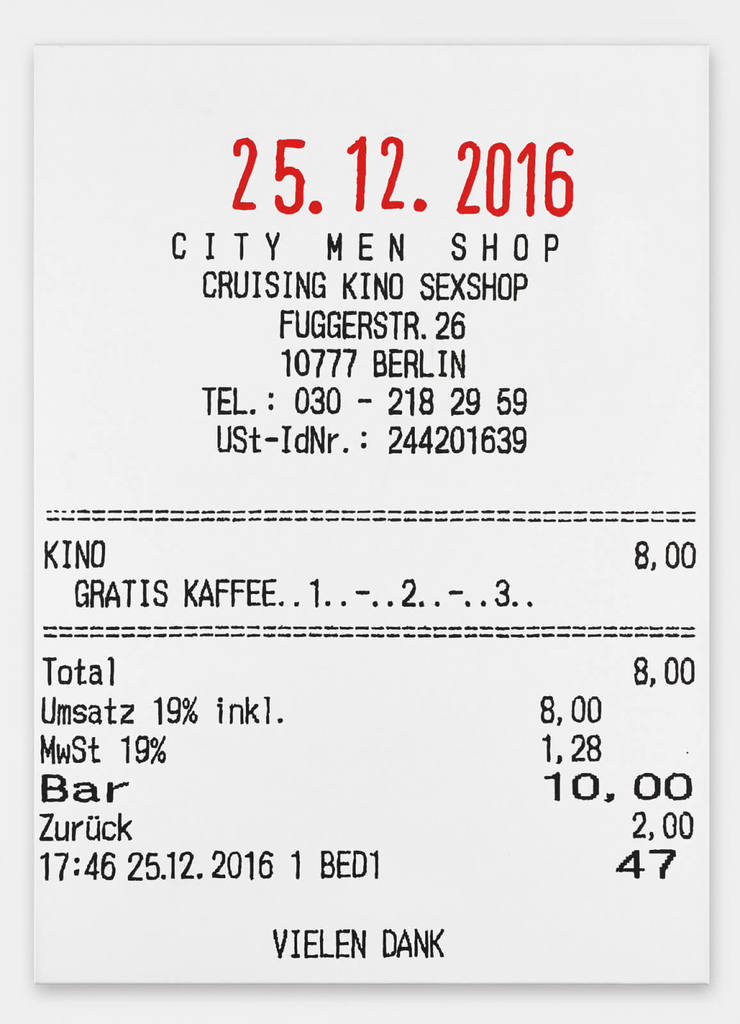 25.12.2016
CITY MEN SHOP
CRUISING KINO SEXSHOP
FUGGERSTR. 26
10777 BERLIN
TEL.: 030 - 218 29 59
USt-IdNr.: 244201639
KINO 8,00
GRATIS KAFFEE..1..-..2..-..3..
Total 8,00
Umsatz 19% inkl. 8,00
MwSt 19% 1,28
Bar 10,00
Zurück 2,00
17:46 25.12.2016 1 BED1 47
VIELEN DANK